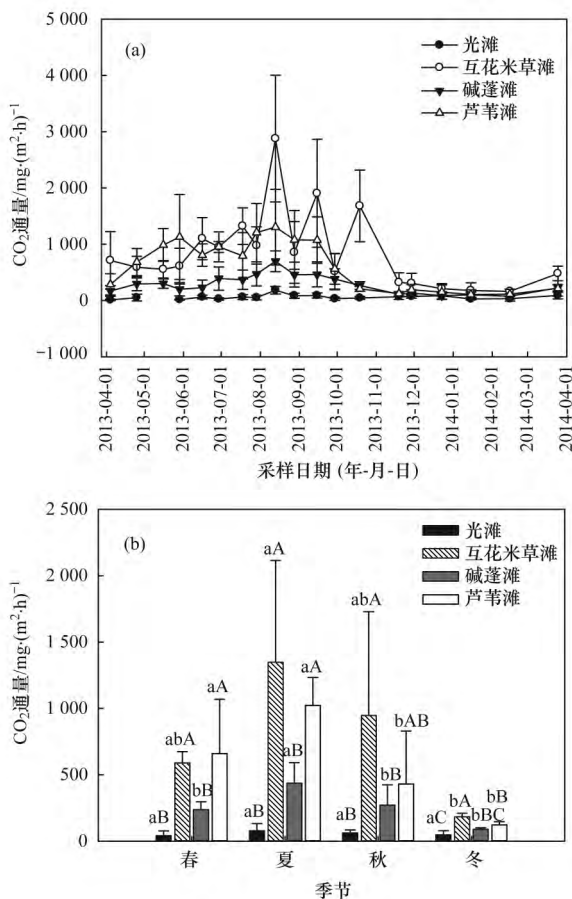 (a)
光滩
互花米草滩
碱蓬滩
芦苇滩
5 000
4 000
3 000
2 000
1 000
0
−1 000
CO₂通量/mg·(m²·h)⁻¹
2013-04-01
2013-05-01
2013-06-01
2013-07-01
2013-08-01
2013-09-01
2013-10-01
2013-11-01
2013-12-01
2014-01-01
2014-02-01
2014-03-01
2014-04-01
采样日期 (年-月-日)
(b)
光滩
互花米草滩
碱蓬滩
芦苇滩
2 500
2 000
1 500
1 000
500
0
CO₂通量/mg·(m²·h)⁻¹
aB
abA
bB
aA
aB
aA
aB
aA
aB
abA
bB
bAB
aC
bA
bBC
bB
春
夏
秋
冬
季节